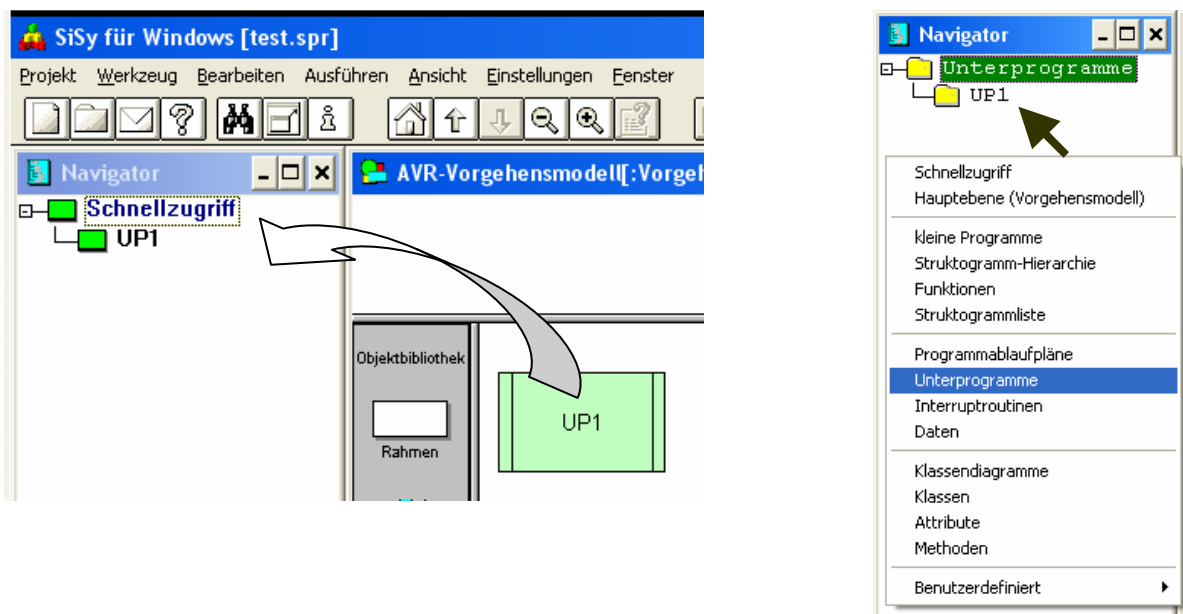 SiSy für Windows [test.spr]
Projekt Werkzeug Bearbeiten Ausführen Ansicht Einstellungen Fenster
Navigator
Schnellzugriff
UP1
AVR-Vorgehensmodell[:Vorgeh
Objektbibliothek
Rahmen
UP1
Navigator
Unterprogramme
UP1
Schnellzugriff
Hauptebene (Vorgehensmodell)
kleine Programme
Struktogramm-Hierarchie
Funktionen
Struktogrammliste
Programmablaufpläne
Unterprogramme
Interruptroutinen
Daten
Klassendiagramme
Klassen
Attribute
Methoden
Benutzerdefiniert